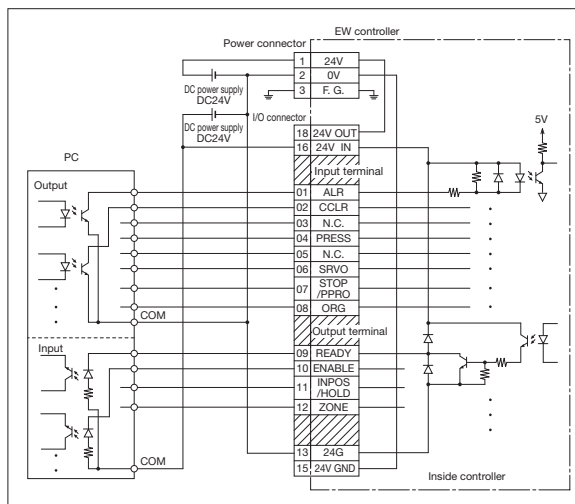 EW controller
Power connector
1 24V
2 0V
3 F. G.
DC power supply
DC24V
DC power supply
DC24V
I/O connector
18 24V OUT
16 24V IN
5V
PC
Input terminal
Output
01 ALR
02 CCLR
03 N.C.
04 PRESS
05 N.C.
06 SRVO
07 STOP
/PPRO
08 ORG
COM
Output terminal
Input
09 READY
10 ENABLE
11 INPOS
/HOLD
12 ZONE
13 24G
COM
15 24V GND
Inside controller